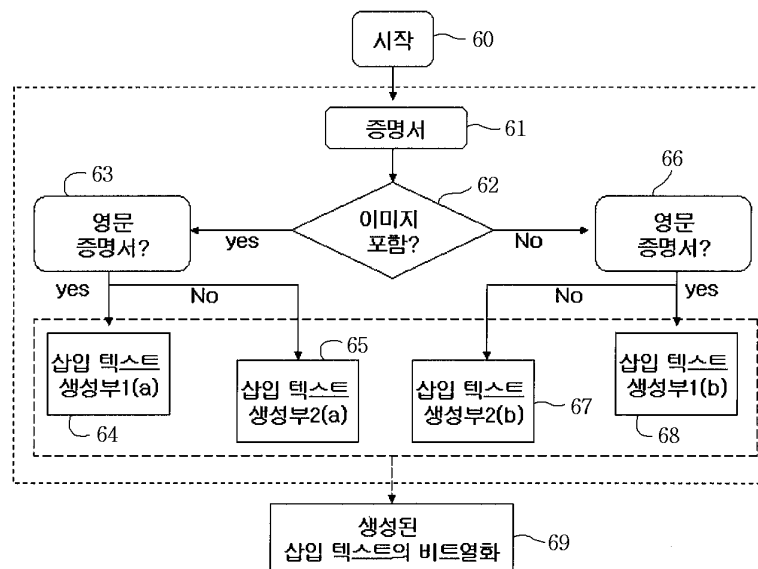 시작
60
증명서
61
63
62
66
영문
증명서?
이미지
포함?
영문
증명서?
yes
No
yes
No
No
yes
삽입 텍스트
생성부1(a)
64
65
삽입 텍스트
생성부2(a)
삽입 텍스트
생성부2(b)
67
삽입 텍스트
생성부1(b)
68
생성된
삽입 텍스트의 비트열화
69